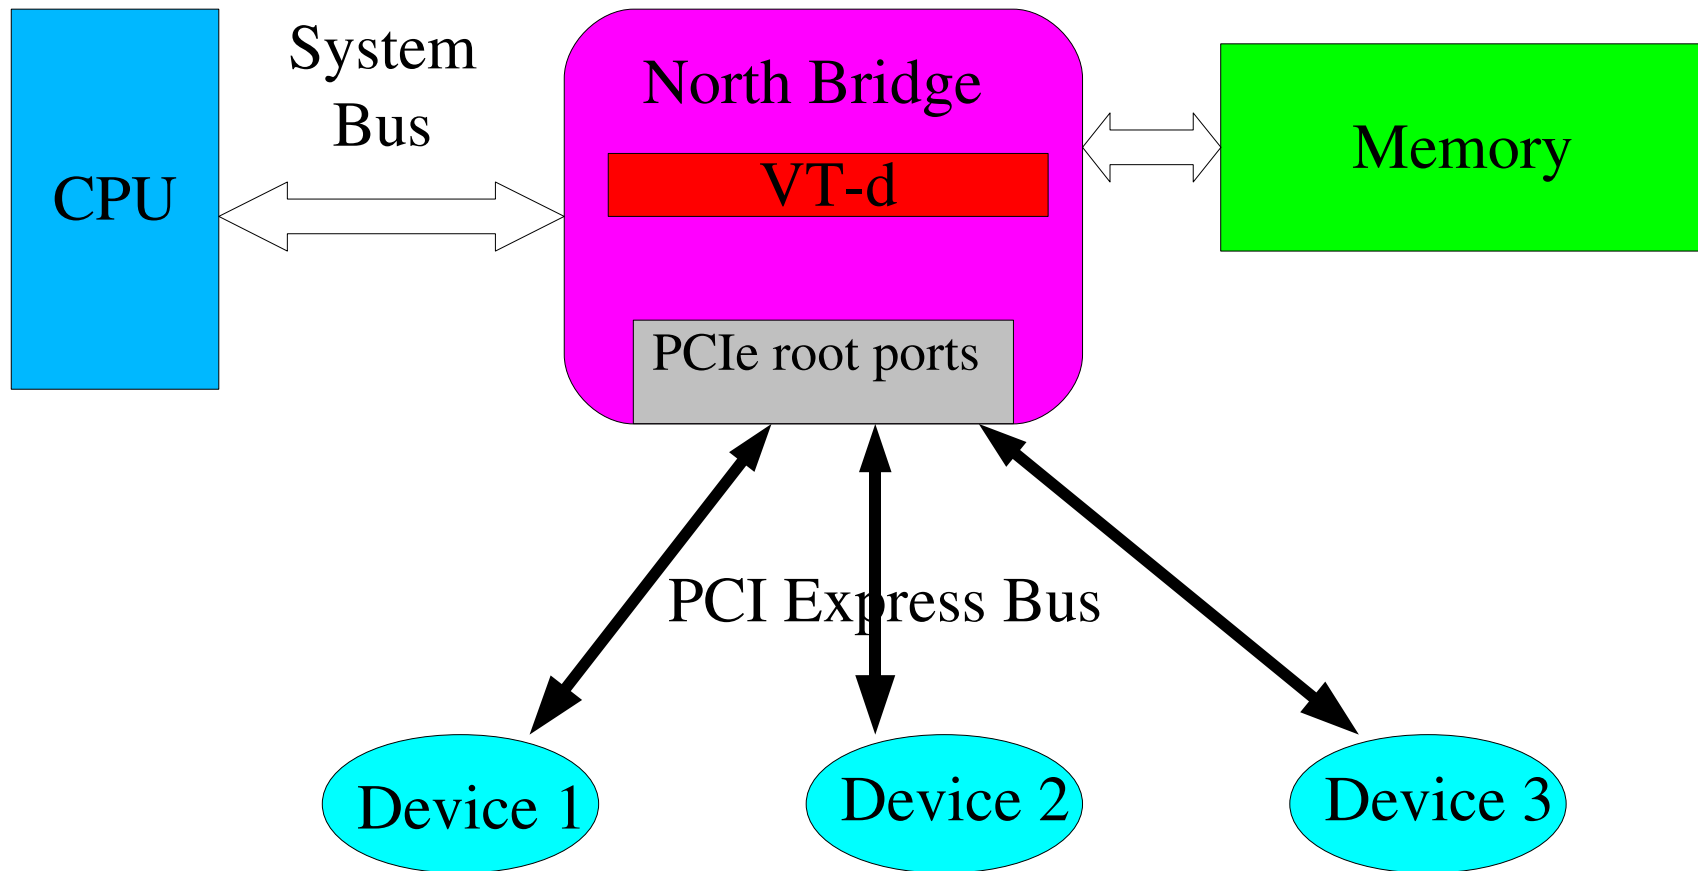 System
Bus
CPU
North Bridge
VT-d
PCIe root ports
Memory
PCI Express Bus
Device 1
Device 2
Device 3